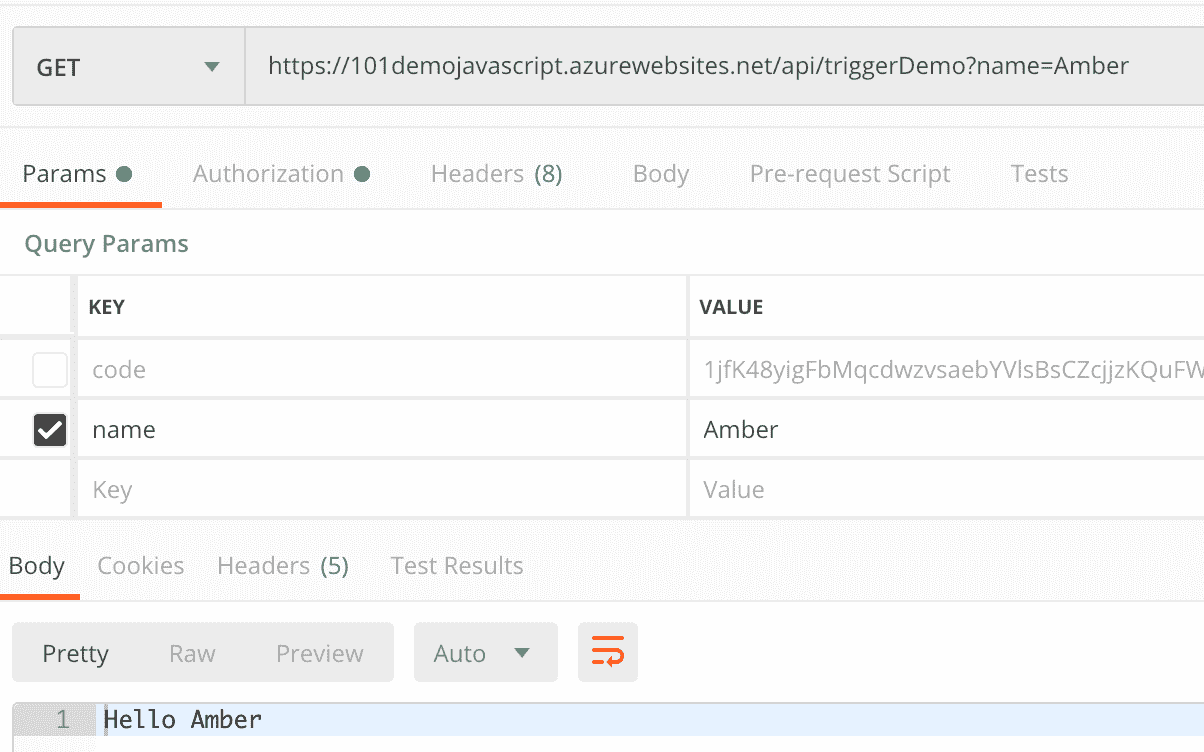 GET https://101demojavascript.azurewebsites.net/api/triggerDemo?name=Amber
Params Authorization Headers (8) Body Pre-request Script Tests
Query Params
KEY VALUE
code 1jfK48yigFbMqcdwzvsaebYVlsBsCZcjjzKQuFW
name Amber
Key Value
Body Cookies Headers (5) Test Results
Pretty Raw Preview Auto
1 Hello Amber